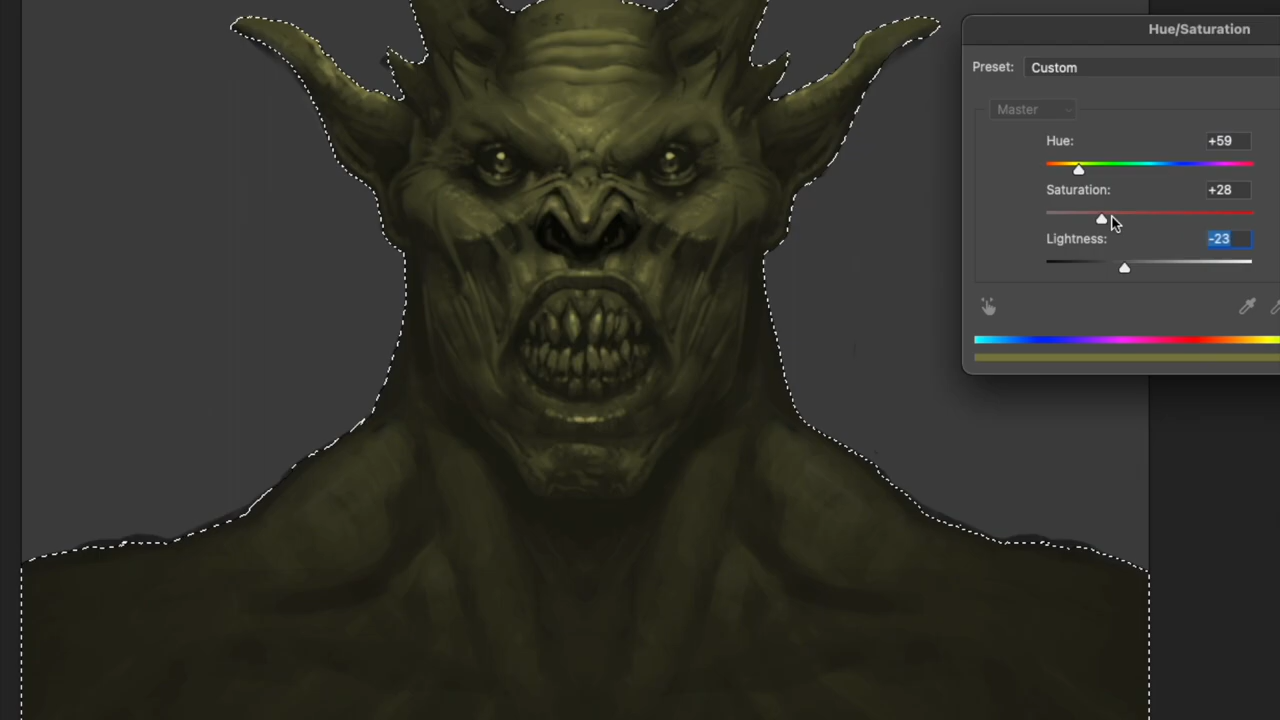 Hue/Saturation
Preset: Custom
Master
Hue: +59
Saturation: +28
Lightness: -23